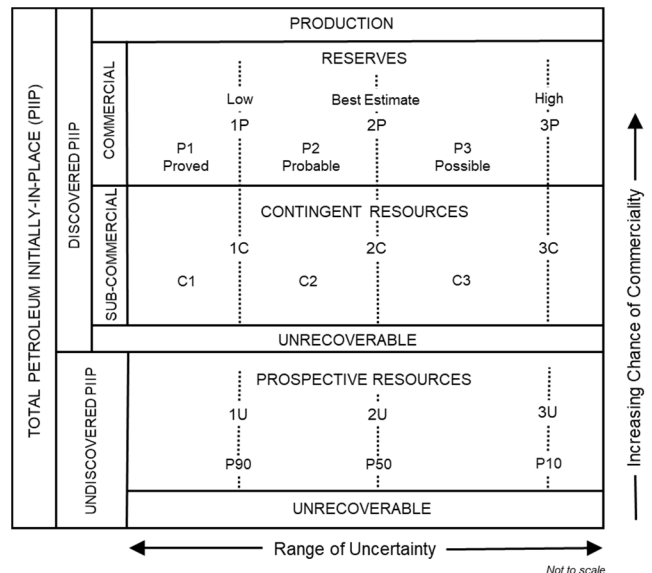 TOTAL PETROLEUM INITIALLY-IN-PLACE (PIIP)
DISCOVERED PIIP
PRODUCTION
COMMERCIAL
RESERVES
Low
Best Estimate
High
1P
2P
3P
P1
Proved
P2
Probable
P3
Possible
SUB-COMMERCIAL
CONTINGENT RESOURCES
1C
2C
3C
C1
C2
C3
UNRECOVERABLE
UNDISCOVERED PIIP
PROSPECTIVE RESOURCES
1U
2U
3U
P90
P50
P10
UNRECOVERABLE
Increasing Chance of Commerciality
Range of Uncertainty
Not to scale